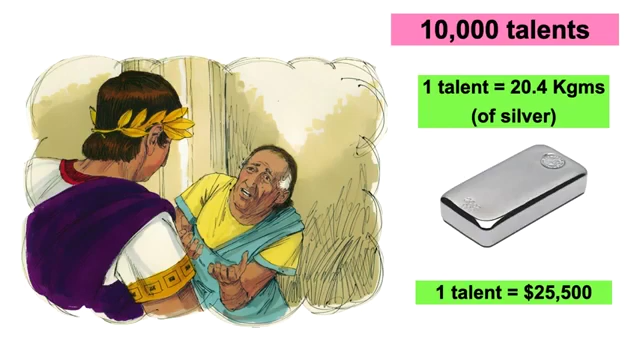 10,000 talents
1 talent = 20.4 Kgms
(of silver)
1 talent = $25,500